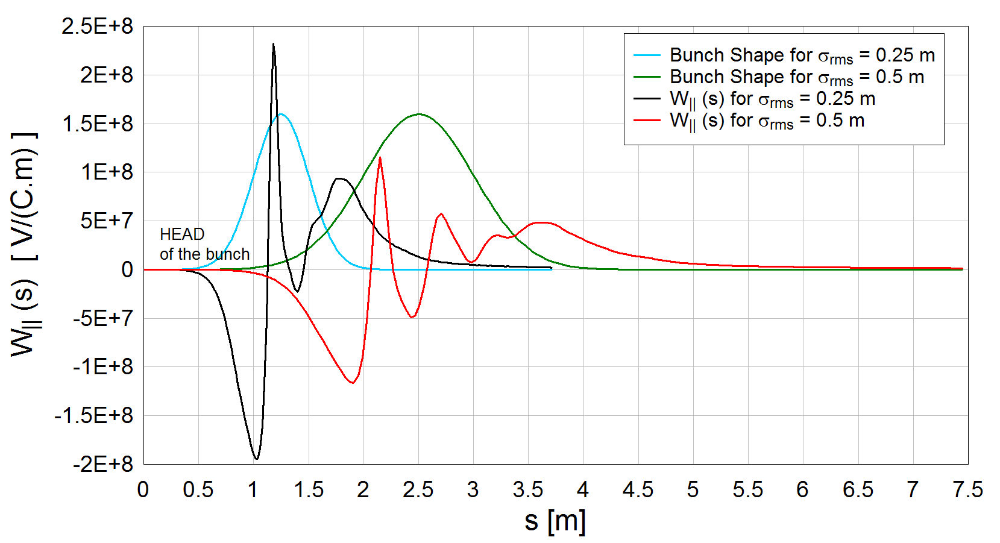 2.5E+8
2E+8
1.5E+8
1E+8
5E+7
0
-5E+7
-1E+8
-1.5E+8
-2E+8
W|| (s) [ V/(C.m) ]
Bunch Shape for σrms = 0.25 m
Bunch Shape for σrms = 0.5 m
W|| (s) for σrms = 0.25 m
W|| (s) for σrms = 0.5 m
HEAD
of the bunch
0 0.5 1 1.5 2 2.5 3 3.5 4 4.5 5 5.5 6 6.5 7 7.5
s [m]